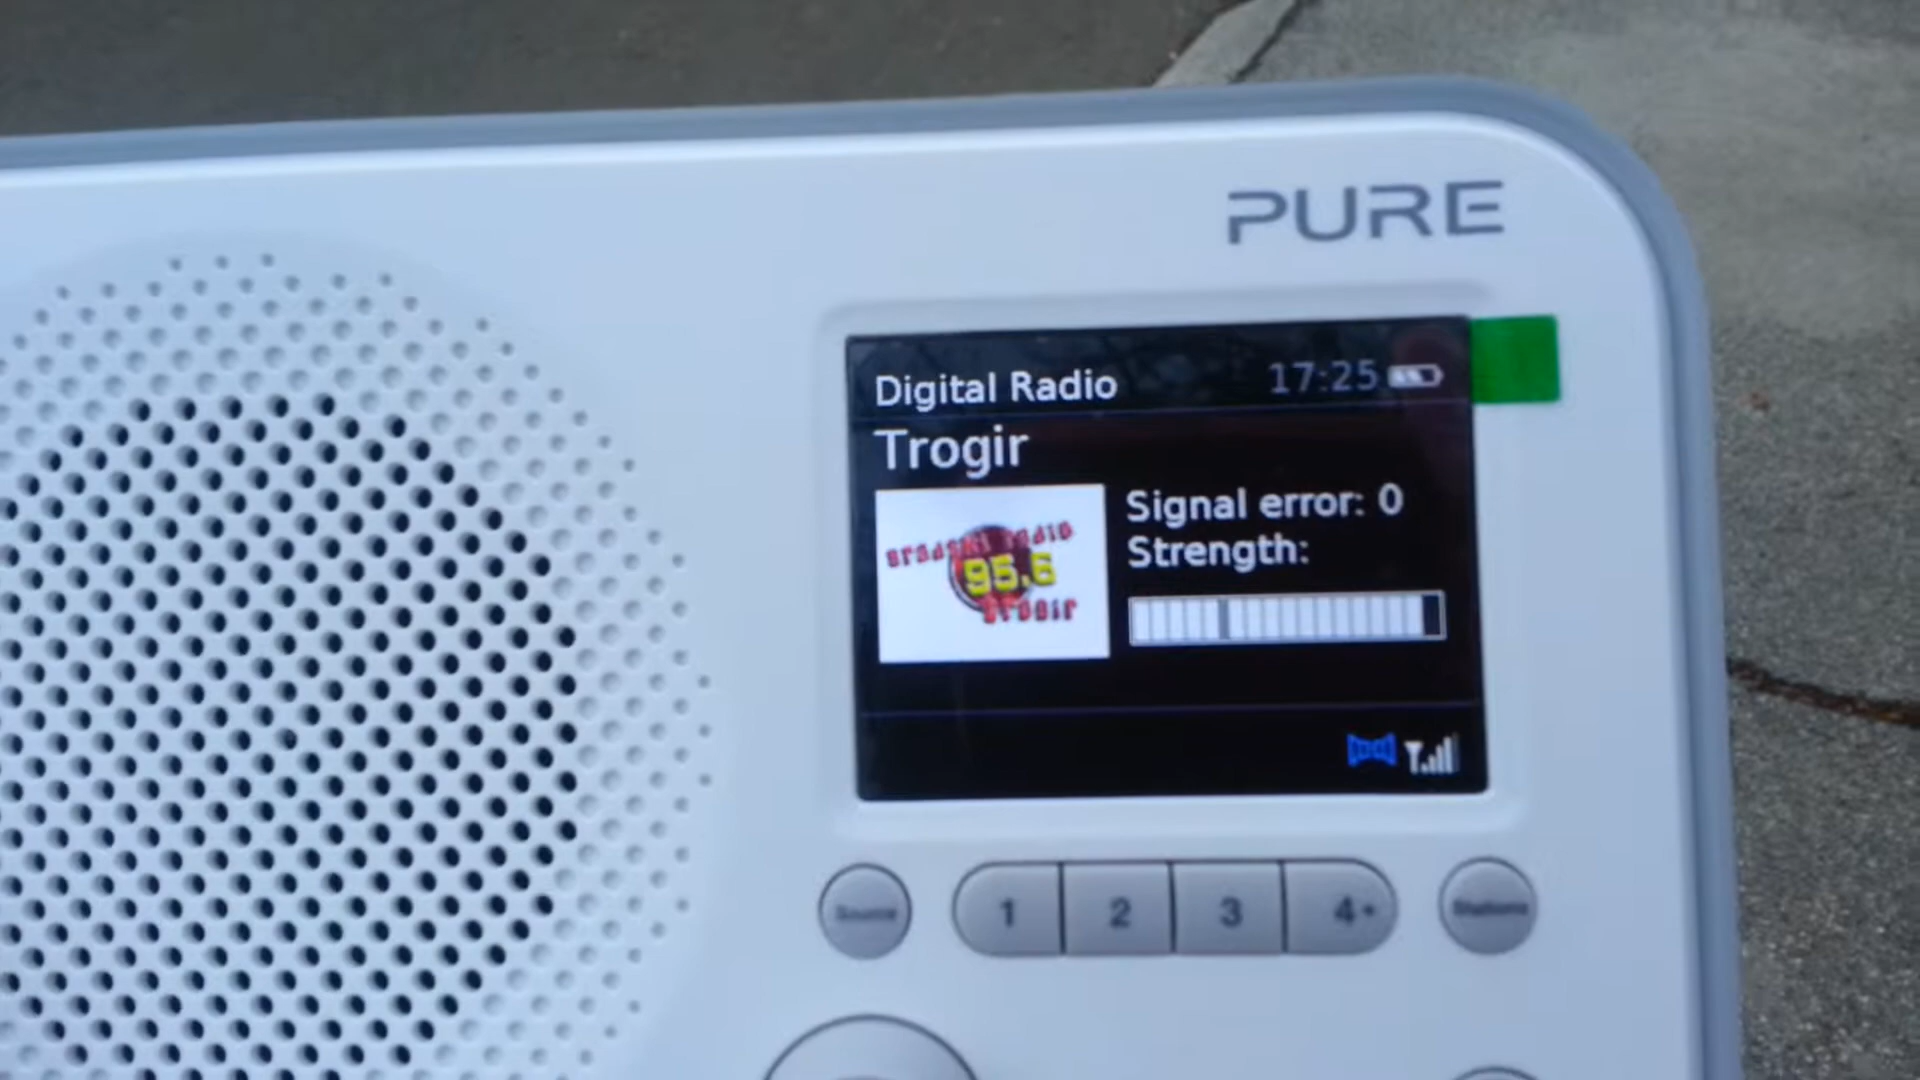 PURE
Digital Radio 17:25
Trogir
gradski radio
95.6
trogir
Signal error: 0
Strength:
Source 1 2 3 4+ Stations